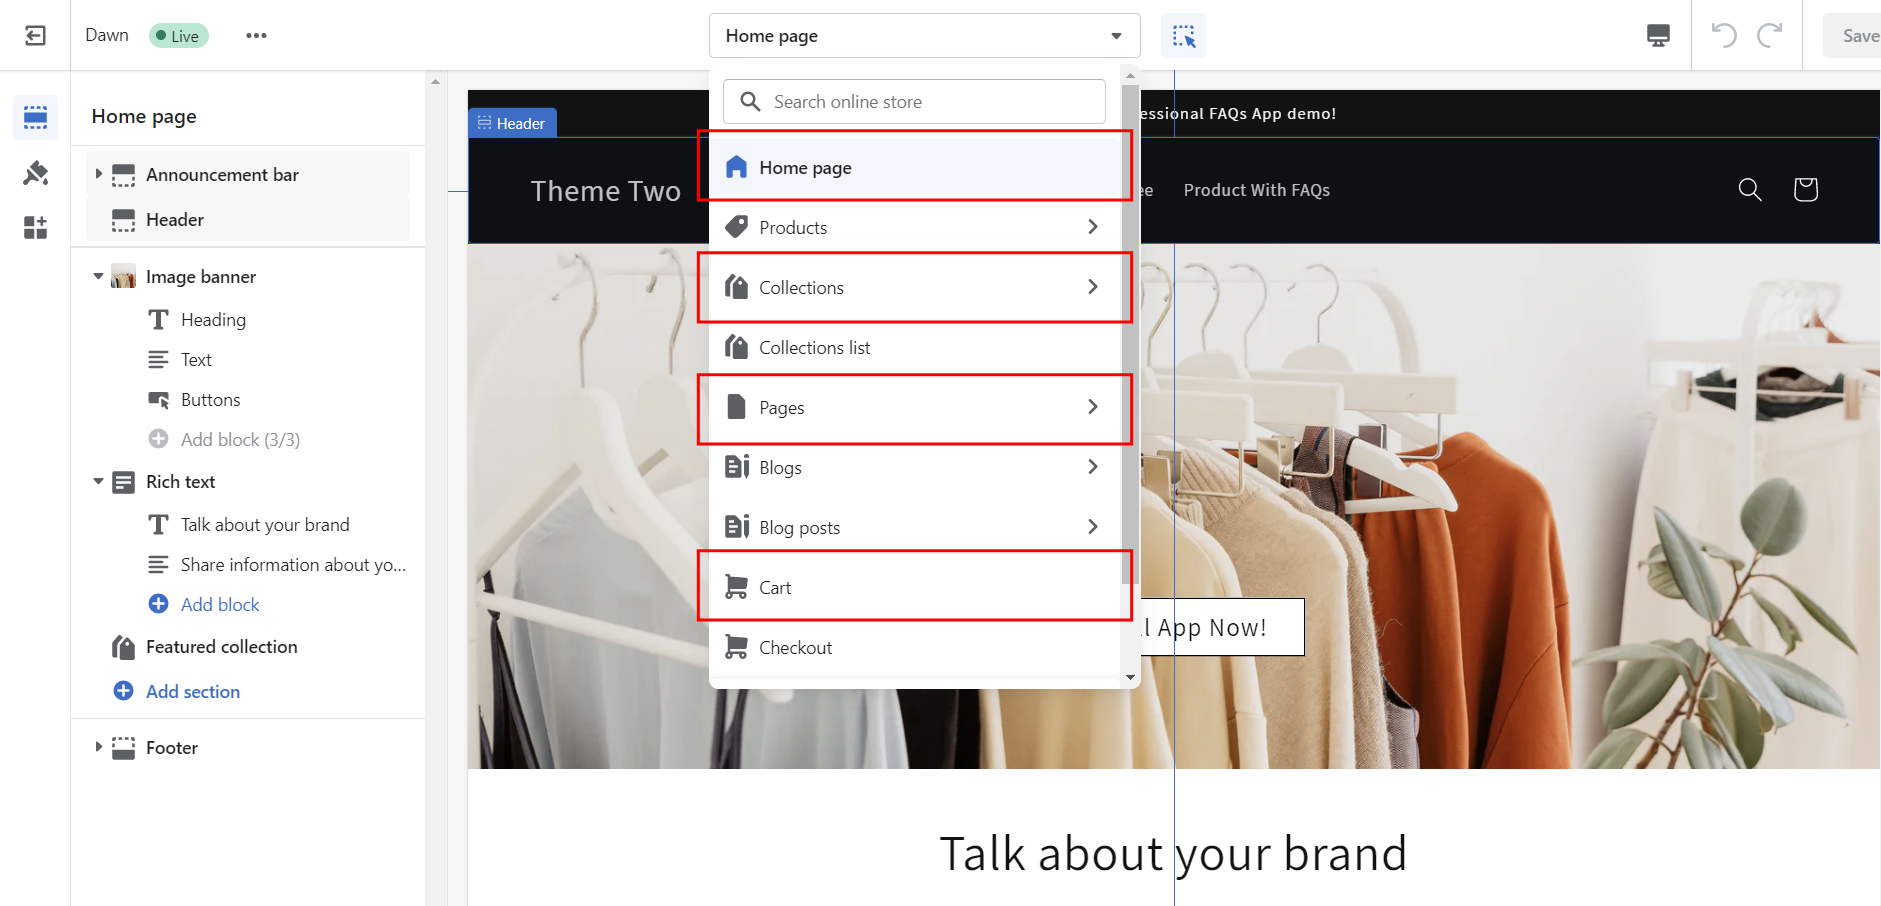 Dawn
Live
Home page
Save
Home page
Announcement bar
Header
Image banner
Heading
Text
Buttons
Add block (3/3)
Rich text
Talk about your brand
Share information about yo...
Add block
Featured collection
Add section
Footer
Search online store
Home page
Products
Collections
Collections list
Pages
Blogs
Blog posts
Cart
Checkout
FAQs App demo!
Header
Theme Two
Product With FAQs
App Now!
Talk about your brand